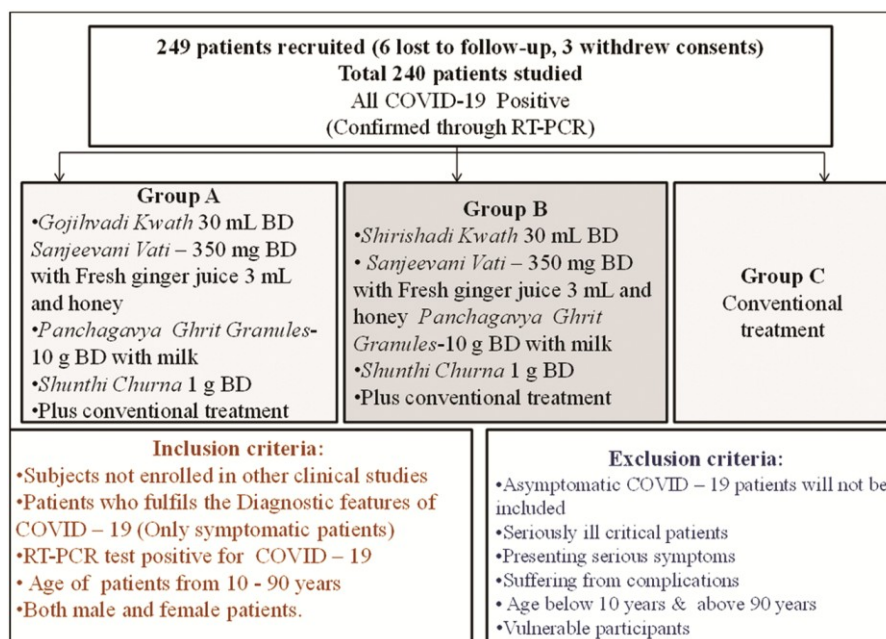 249 patients recruited (6 lost to follow-up, 3 withdrew consents)
Total 240 patients studied
All COVID-19 Positive
(Confirmed through RT-PCR)
Group A
•Gojihvadi Kwath 30 mL BD
Sanjeevani Vati – 350 mg BD
with Fresh ginger juice 3 mL
and honey
•Panchagavya Ghrit Granules-
10 g BD with milk
•Shunthi Churna 1 g BD
•Plus conventional treatment
Group B
•Shirishadi Kwath 30 mL BD
• Sanjeevani Vati – 350 mg BD
with Fresh ginger juice 3 mL and
honey Panchagavya Ghrit
Granules-10 g BD with milk
•Shunthi Churna 1 g BD
•Plus conventional treatment
Group C
Conventional
treatment
Inclusion criteria:
•Subjects not enrolled in other clinical studies
•Patients who fulfils the Diagnostic features of
COVID – 19 (Only symptomatic patients)
•RT-PCR test positive for COVID – 19
• Age of patients from 10 - 90 years
•Both male and female patients.
Exclusion criteria:
•Asymptomatic COVID – 19 patients will not be
included
•Seriously ill critical patients
•Presenting serious symptoms
•Suffering from complications
• Age below 10 years & above 90 years
•Vulnerable participants